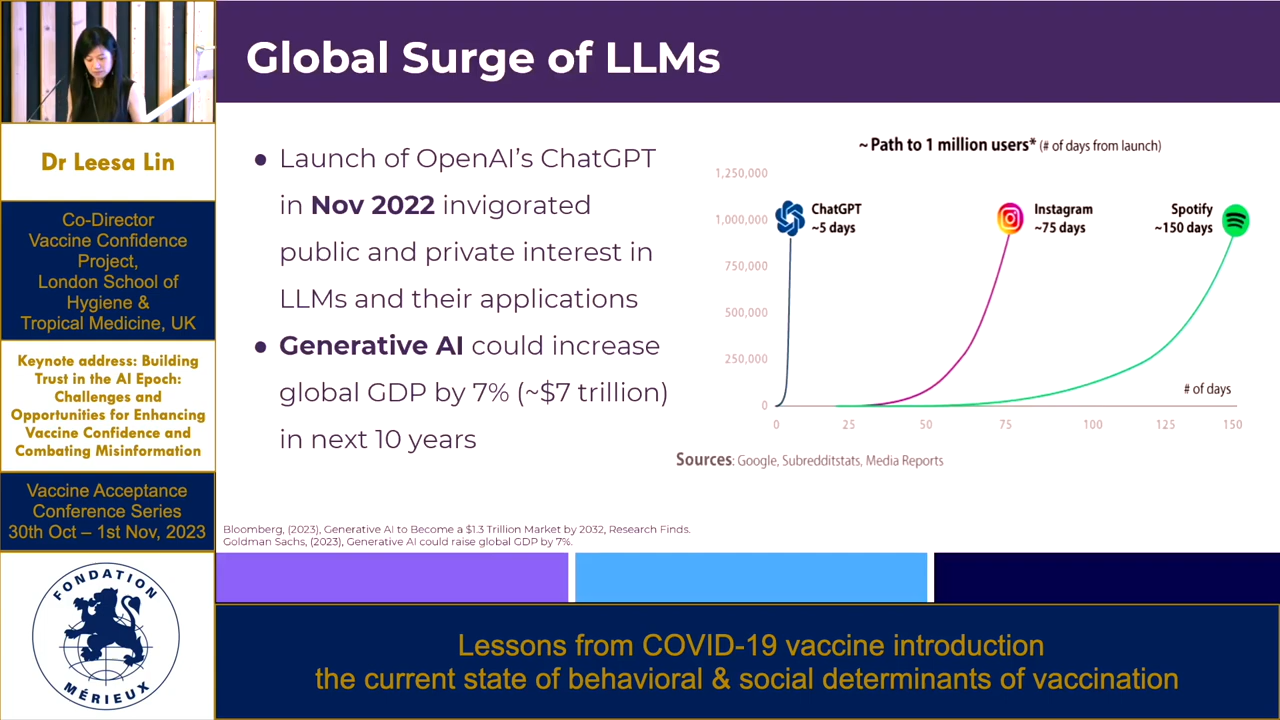 Global Surge of LLMs
Dr Leesa Lin
Co-Director
Vaccine Confidence
Project,
London School of
Hygiene &
Tropical Medicine, UK
Keynote address: Building
Trust in the AI Epoch:
Challenges and
Opportunities for Enhancing
Vaccine Confidence and
Combating Misinformation
Vaccine Acceptance
Conference Series
30th Oct – 1st Nov, 2023
FONDATION
MÉRIEUX
● Launch of OpenAI’s ChatGPT
in Nov 2022 invigorated
public and private interest in
LLMs and their applications
● Generative AI could increase
global GDP by 7% (~$7 trillion)
in next 10 years
~ Path to 1 million users* (# of days from launch)
1,250,000
1,000,000
750,000
500,000
250,000
0
ChatGPT
~5 days
Instagram
~75 days
Spotify
~150 days
# of days
0 25 50 75 100 125 150
Sources: Google, Subredditstats, Media Reports
Bloomberg, (2023), Generative AI to Become a $1.3 Trillion Market by 2032, Research Finds.
Goldman Sachs, (2023), Generative AI could raise global GDP by 7%.
Lessons from COVID-19 vaccine introduction
the current state of behavioral & social determinants of vaccination